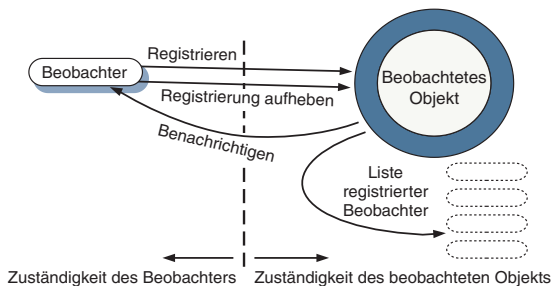 Registrieren
Beobachter
Registrierung aufheben
Benachrichtigen
Beobachtetes
Objekt
Liste
registrierter
Beobachter
Zuständigkeit des Beobachters
Zuständigkeit des beobachteten Objekts